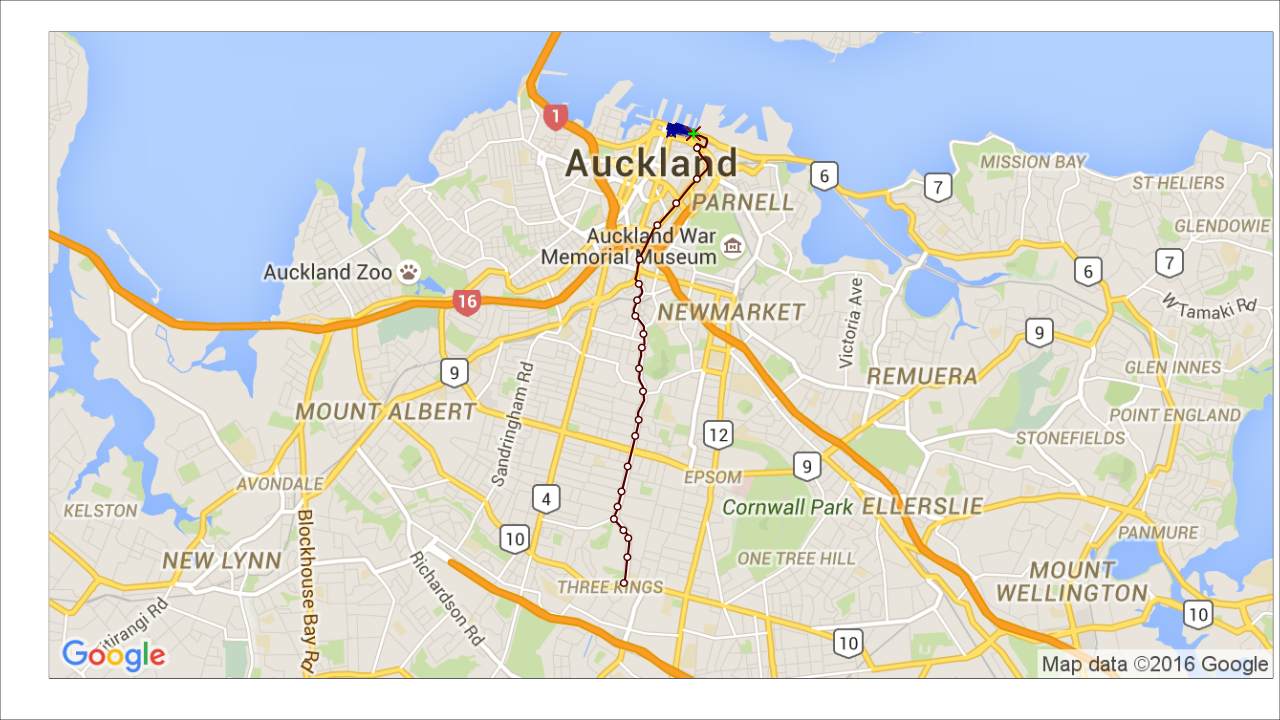 1
Auckland
6
MISSION BAY
7
ST HELIERS
PARNELL
GLENDOWIE
Auckland War
Memorial Museum
Auckland Zoo
6
7
16
NEWMARKET
Victoria Ave
W Tamaki Rd
9
9
Sandringham Rd
REMUERA
GLEN INNES
MOUNT ALBERT
POINT ENGLAND
12
STONEFIELDS
9
EPSOM
AVONDALE
4
Cornwall Park
ELLERSLIE
KELSTON
10
PANMURE
NEW LYNN
Blockhouse Bay Rd
Richardson Rd
ONE TREE HILL
THREE KINGS
MOUNT
WELLINGTON
10
10
Google
Map data ©2016 Google